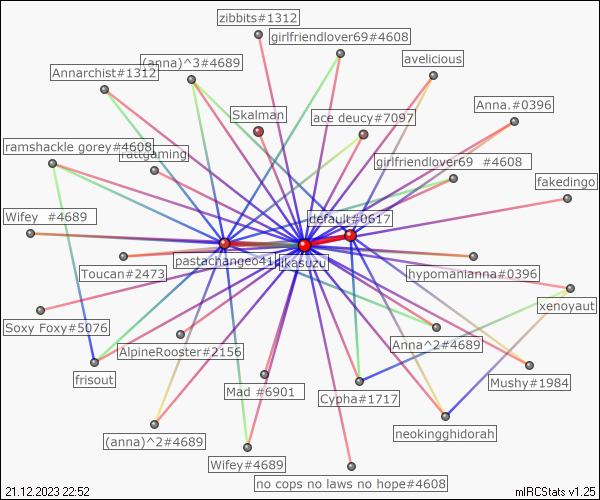 zibbits#1312
girlfriendlover69#4608
(anna)^3#4689
avelicious
Annarchist#1312
Skalman
ace deucy#7097
Anna.#0396
ramshackle gorey#4608
rattgaming
girlfriendlover69 #4608
fakedingo
Wifey #4689
default#0617
pastachange041
ikasuzu
Toucan#2473
hypomanianna#0396
xenoyaut
Soxy Foxy#5076
AlpineRooster#2156
Anna^2#4689
frisout
Mad #6901
Cypha#1717
Mushy#1984
neokingghidorah
(anna)^2#4689
Wifey#4689
no cops no laws no hope#4608
21.12.2023 22:52
mIRCStats v1.25